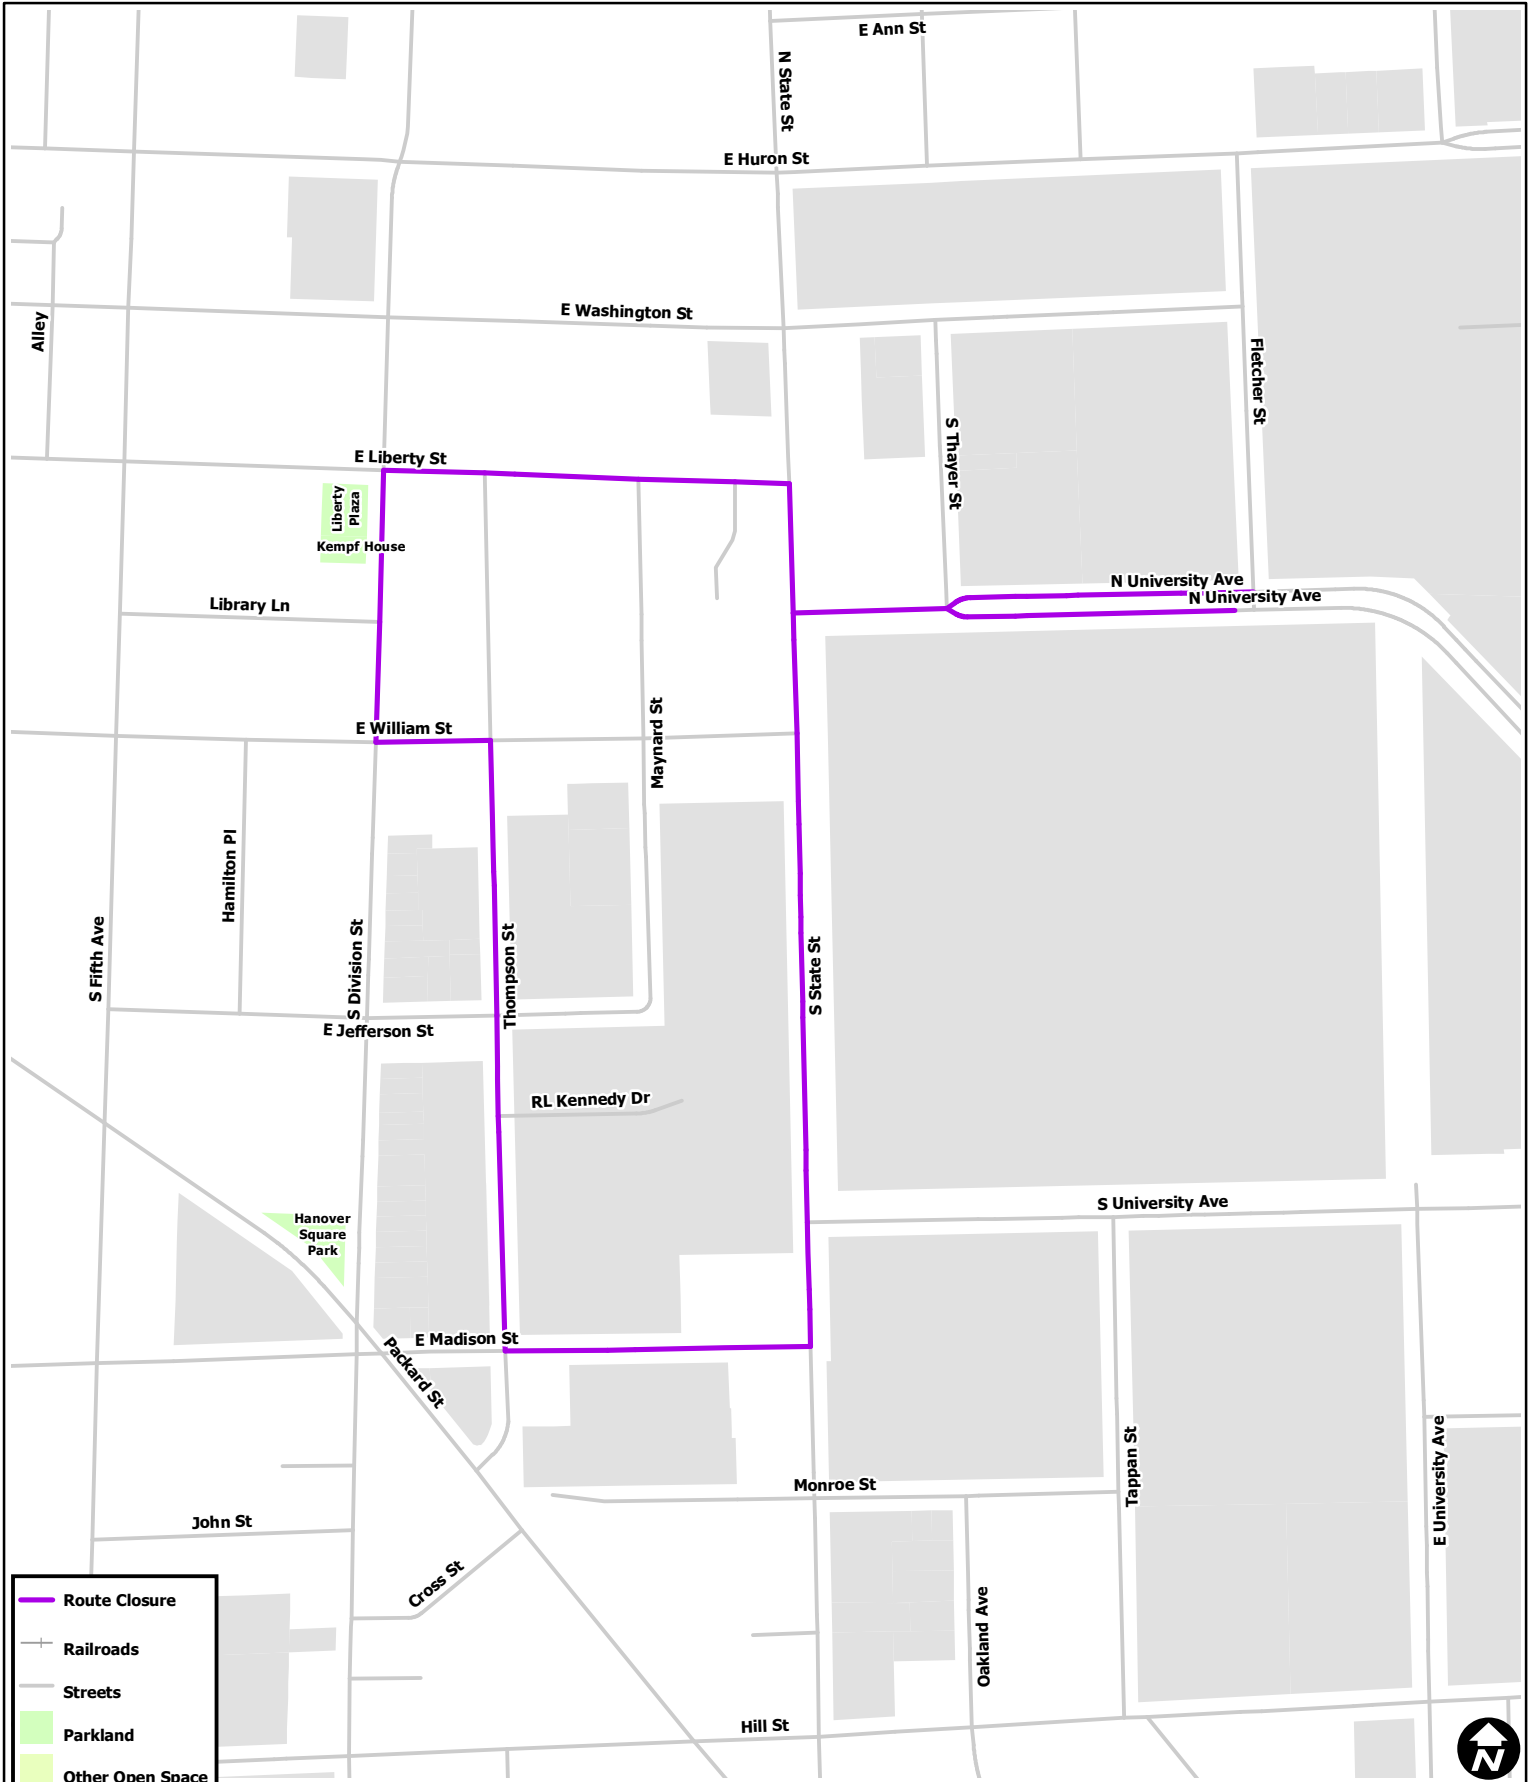 E Ann St
N State St
E Huron St
E Washington St
Alley
Fletcher St
S Thayer St
E Liberty St
Liberty
Plaza
Kempf House
N University Ave
N University Ave
Library Ln
E William St
Maynard St
Hamilton Pl
S Fifth Ave
S Division St
Thompson St
S State St
E Jefferson St
RL Kennedy Dr
S University Ave
Hanover
Square
Park
E Madison St
Packard St
Monroe St
Tappan St
E University Ave
John St
Cross St
Oakland Ave
Hill St
Route Closure
Railroads
Streets
Parkland
Other Open Space
N